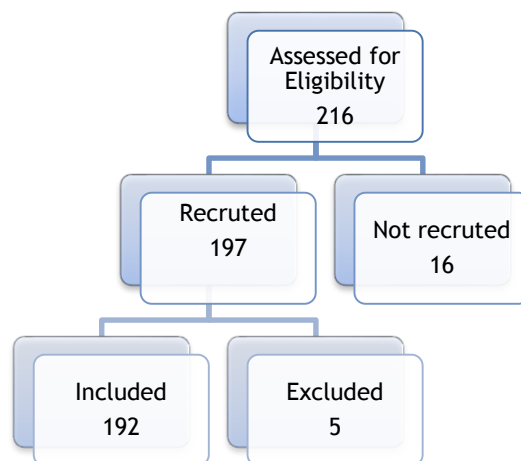 Assessed for
Eligibility
216
Recruted
197
Not recruted
16
Included
192
Excluded
5